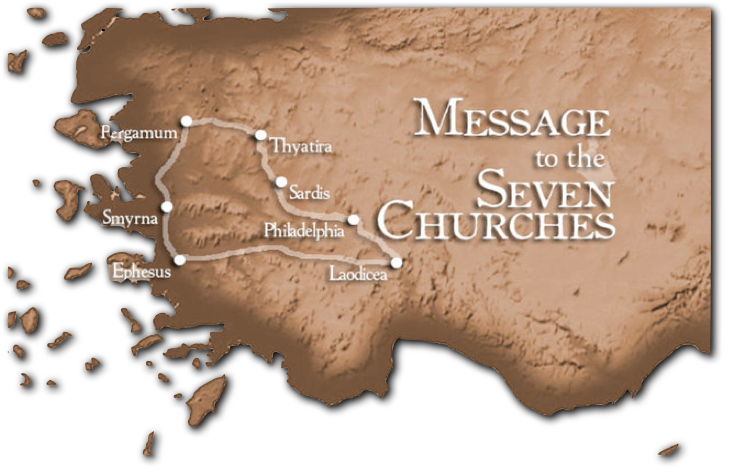 Message
to the
Seven
Churches
Pergamum
Thyatira
Sardis
Smyrna
Philadelphia
Ephesus
Laodicea